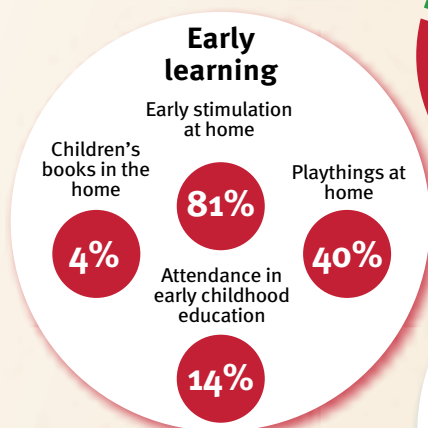 Early
learning
Early stimulation
at home
81%
Children’s
books in the
home
4%
Playthings at
home
40%
Attendance in
early childhood
education
14%